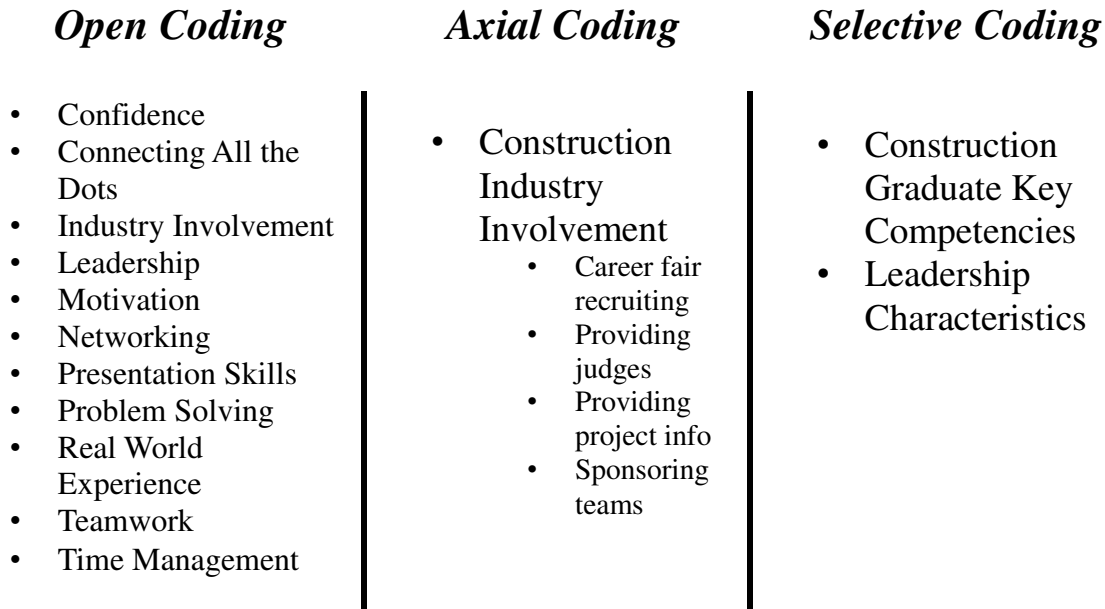 Open Coding
• Confidence
• Connecting All the
Dots
• Industry Involvement
• Leadership
• Motivation
• Networking
• Presentation Skills
• Problem Solving
• Real World
Experience
• Teamwork
• Time Management
Axial Coding
• Construction
Industry
Involvement
• Career fair
recruiting
• Providing
judges
• Providing
project info
• Sponsoring
teams
Selective Coding
• Construction
Graduate Key
Competencies
• Leadership
Characteristics